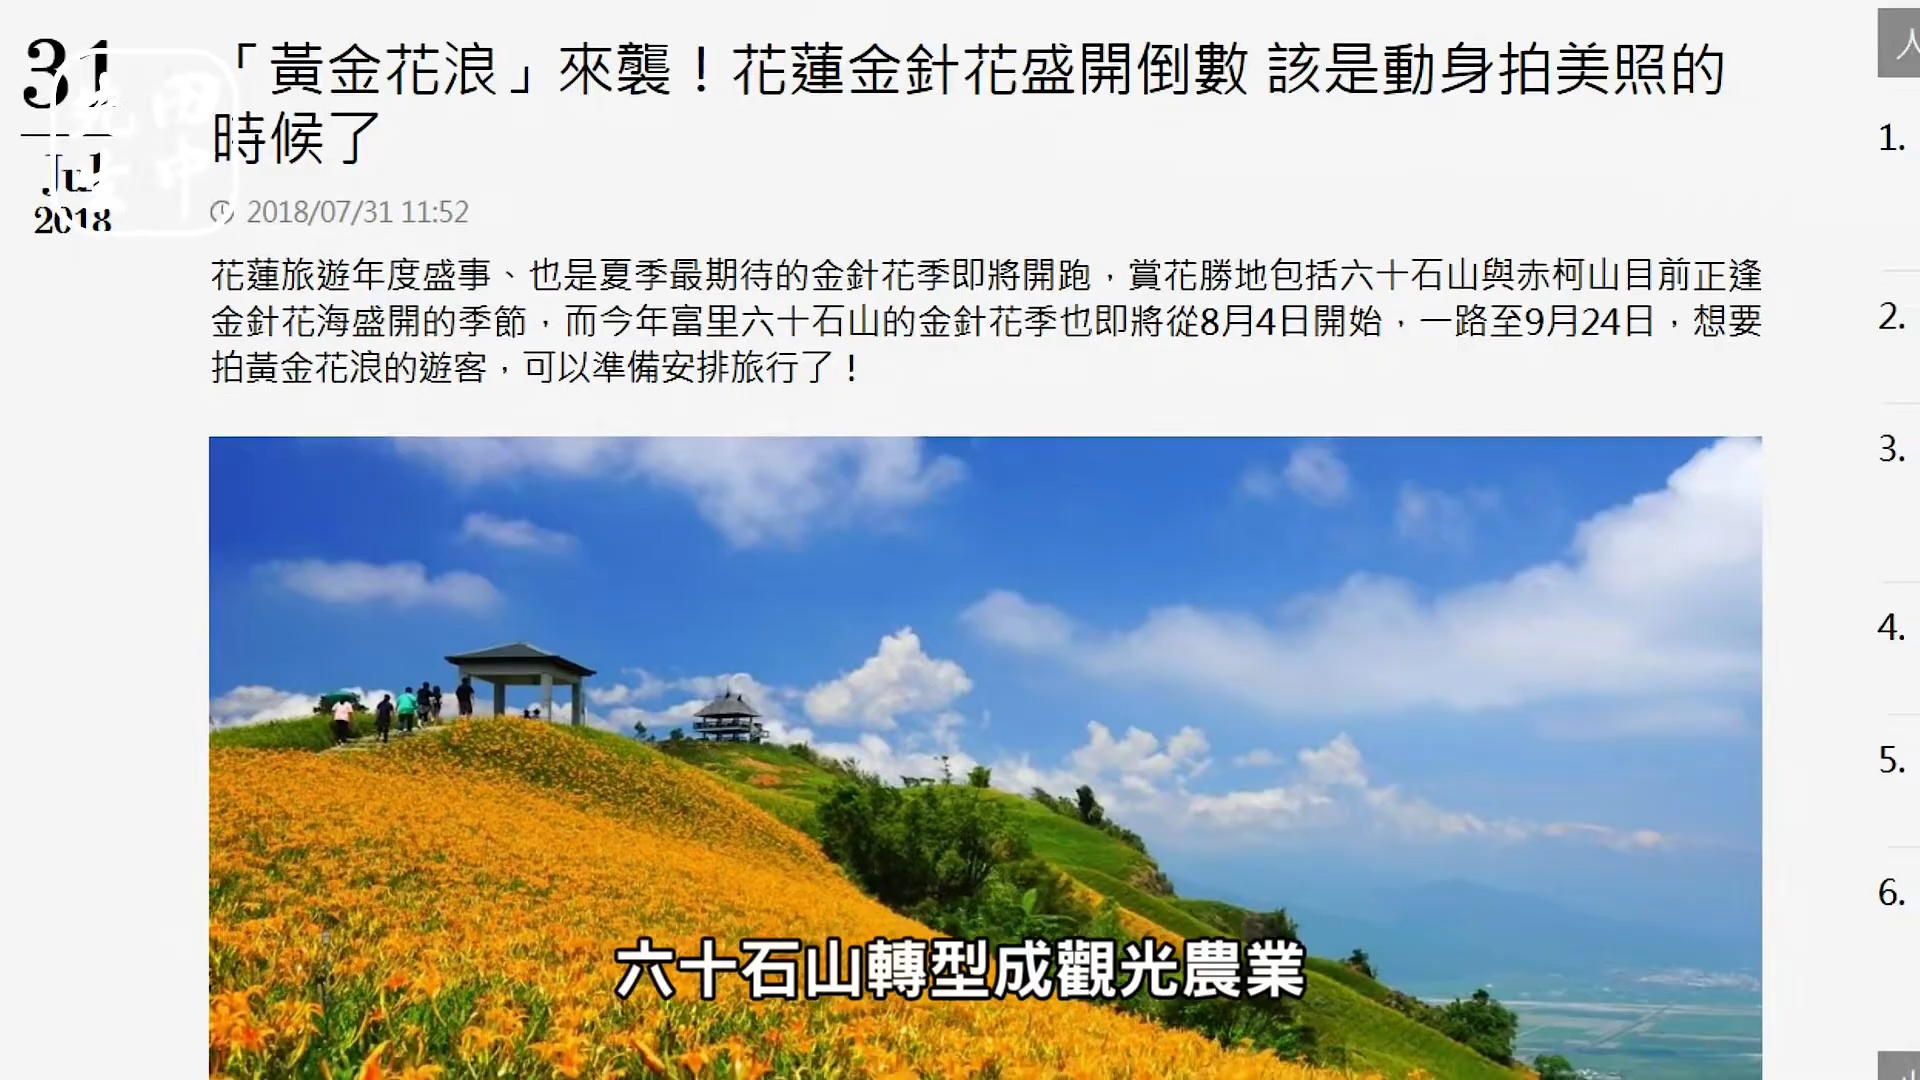 31
Jul
2018
「黃金花浪」來襲！花蓮金針花盛開倒數 該是動身拍美照的
時候了
2018/07/31 11:52
花蓮旅遊年度盛事、也是夏季最期待的金針花季即將開跑，賞花勝地包括六十石山與赤柯山目前正逢
金針花海盛開的季節，而今年富里六十石山的金針花季也即將從8月4日開始，一路至9月24日，想要
拍黃金花浪的遊客，可以準備安排旅行了！
人
1.
2.
3.
4.
5.
6.
田中
六十石山轉型成觀光農業